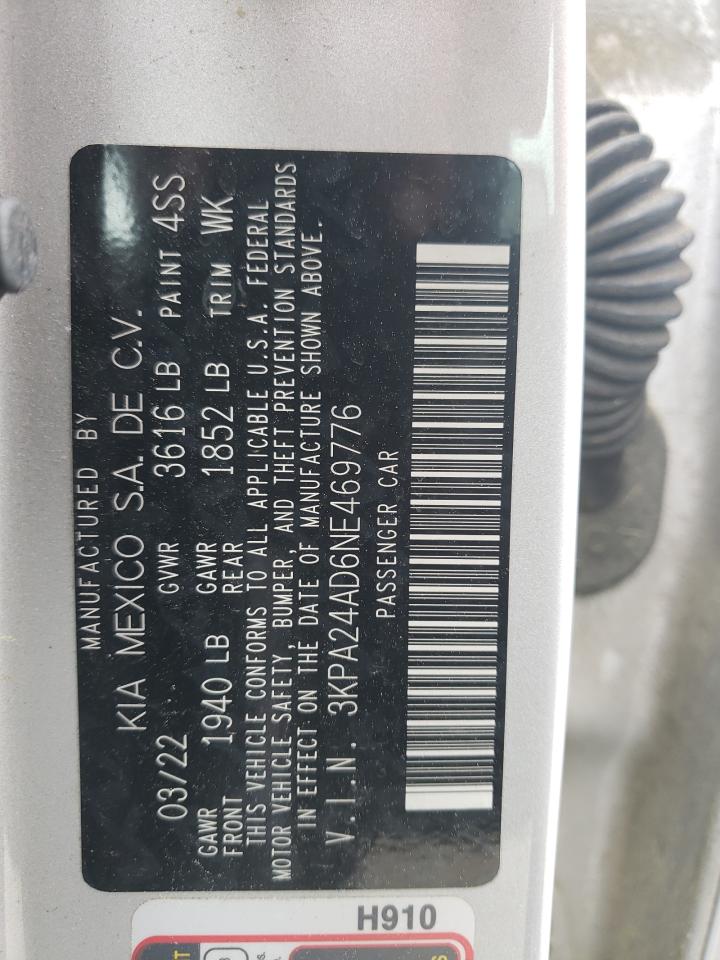 MANUFACTURED BY
KIA MEXICO S.A. DE C.V.
03/22 GVWR 3616 LB PAINT 4SS
GAWR FRONT 1940 LB GAWR REAR 1852 LB TRIM WK
THIS VEHICLE CONFORMS TO ALL APPLICABLE U.S.A. FEDERAL
MOTOR VEHICLE SAFETY, BUMPER, AND THEFT PREVENTION STANDARDS
IN EFFECT ON THE DATE OF MANUFACTURE SHOWN ABOVE.
V.I.N. 3KPA24AD6NE469776
PASSENGER CAR
H910